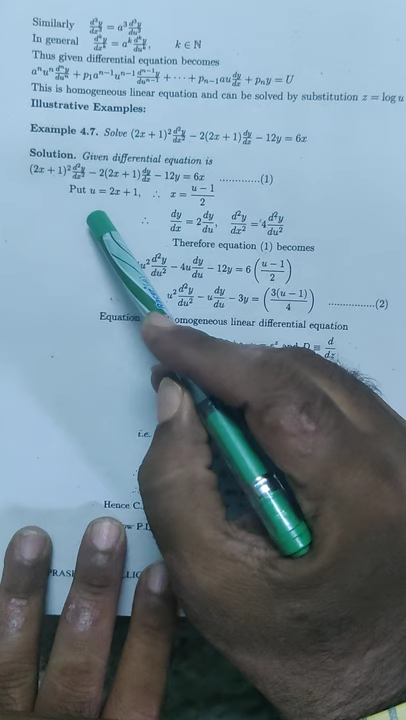 Similarly d³y/dx³ = a³ d³y/du³
In general dᵏy/dxᵏ = aᵏ dᵏy/duᵏ, k ∈ ℕ
Thus given differential equation becomes
aⁿuⁿ dⁿy/duⁿ + p₁aⁿ⁻¹uⁿ⁻¹ dⁿ⁻¹y/duⁿ⁻¹ + ··· + pₙ₋₁au dy/du + pₙy = U
This is homogeneous linear equation and can be solved by substitution z = log u
Illustrative Examples:
Example 4.7. Solve (2x + 1)² d²y/dx² − 2(2x + 1) dy/dx − 12y = 6x
Solution. Given differential equation is
(2x + 1)² d²y/dx² − 2(2x + 1) dy/dx − 12y = 6x .............(1)
Put u = 2x + 1, ∴ x = (u − 1)/2
∴ dy/dx = 2 dy/du, d²y/dx² = 4 d²y/du²
Therefore equation (1) becomes
u² d²y/du² − 4u dy/du − 12y = 6 ((u − 1)/2)
u² d²y/du² − u dy/du − 3y = (3(u − 1)/4) ...............(2)
Equation omogeneous linear differential equation
and D ≡ d/dz
i.e.
Hence C.
P.I
PRAS